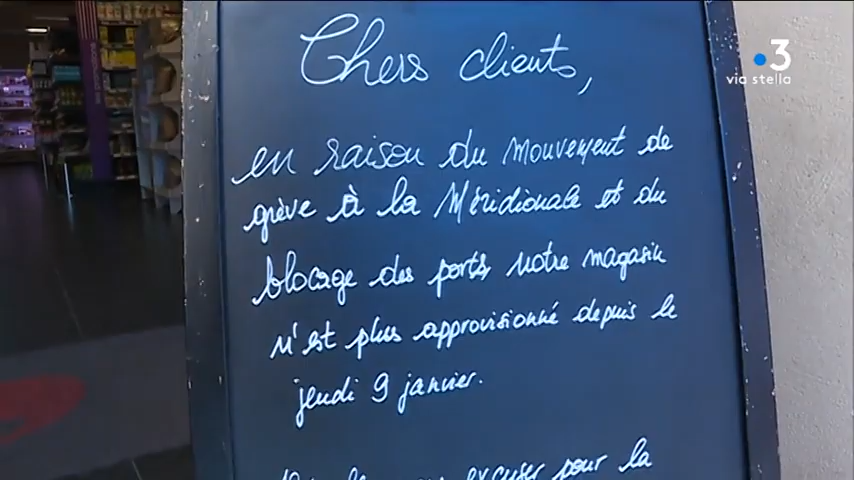 Chers clients,
en raison du mouvement de
grève à la Méridionale et du
blocage des ports, notre magasin
n'est plus approvisionné depuis le
jeudi 9 janvier.
excuser pour la
3
via stella